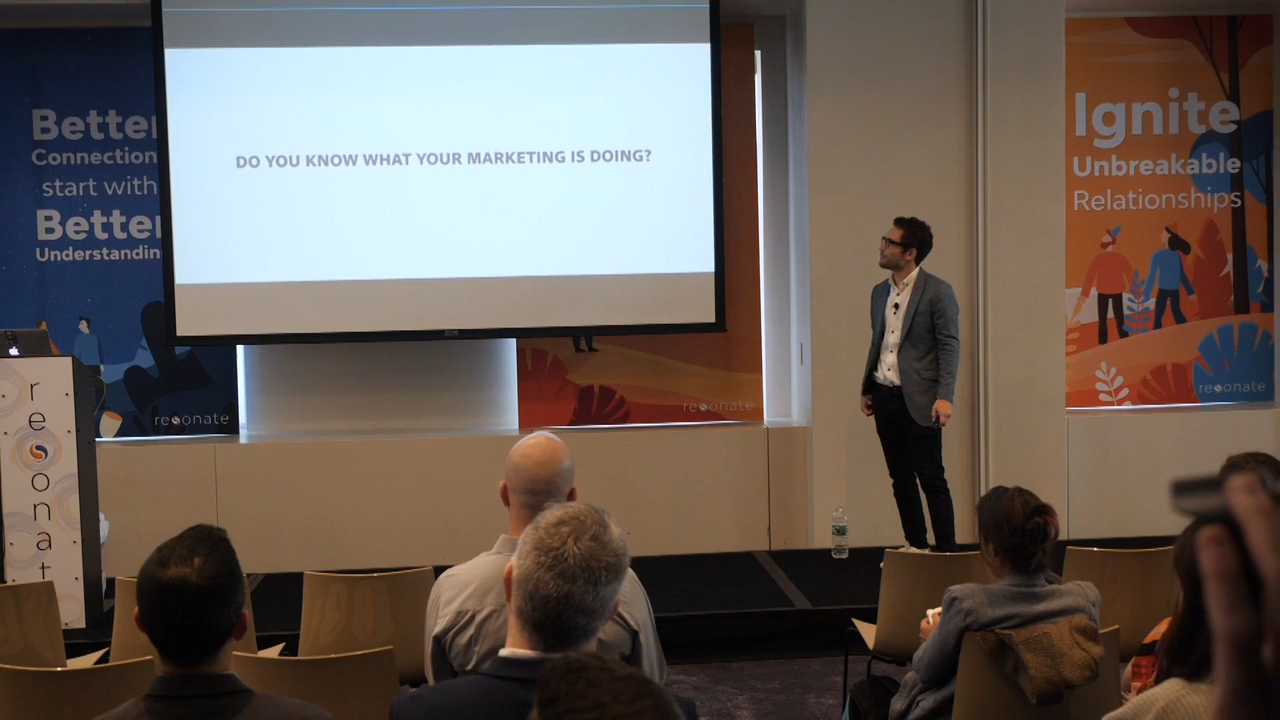 Better
Connection
start with
Better
Understandin
resonate
DO YOU KNOW WHAT YOUR MARKETING IS DOING?
resonate
Ignite
Unbreakable
Relationships
resonate
resonat